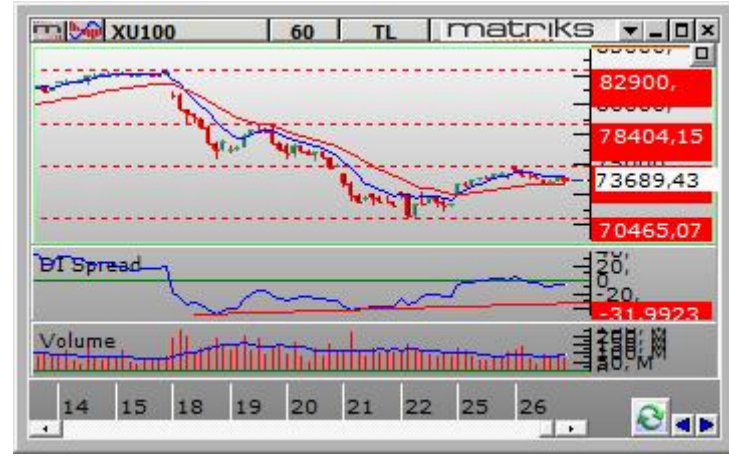 XU100 60 TL matriks
82900,
78404,15
73689,43
70465,07
DI Spread
20,
0,
-20,
-31,9923
Volume
14 15 18 19 20 21 22 25 26